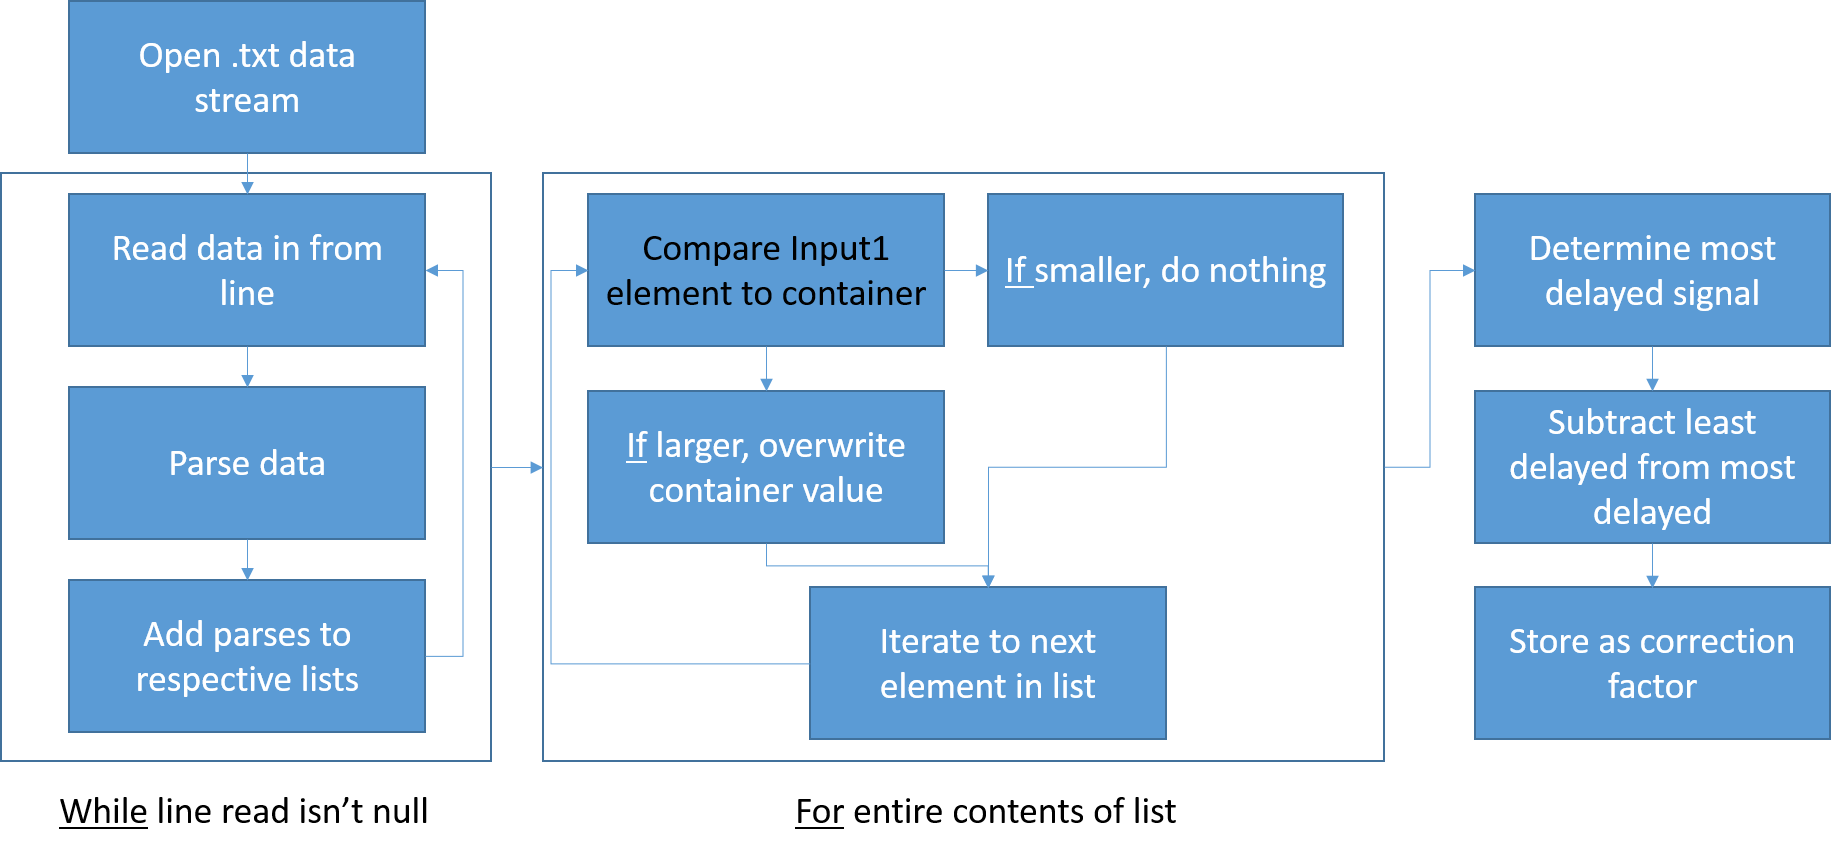 Open .txt data
stream
Read data in from
line
Parse data
Add parses to
respective lists
While line read isn’t null
Compare Input1
element to container
If smaller, do nothing
If larger, overwrite
container value
Iterate to next
element in list
For entire contents of list
Determine most
delayed signal
Subtract least
delayed from most
delayed
Store as correction
factor